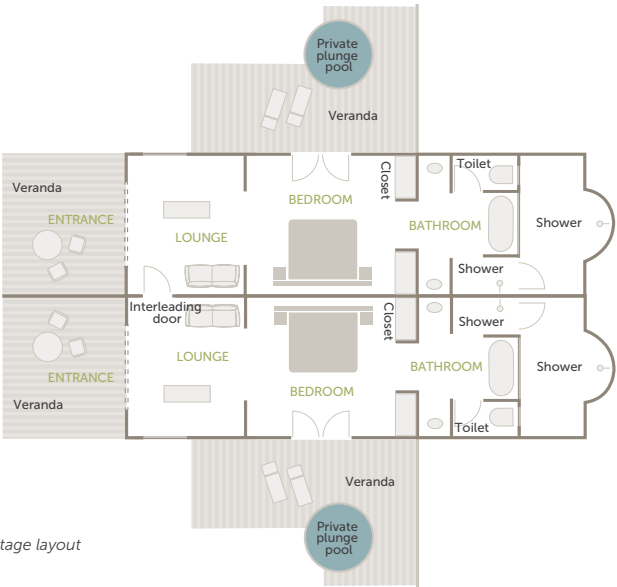 Private
plunge
pool
Veranda
Closet
Toilet
Veranda
BEDROOM
ENTRANCE
BATHROOM
Shower
LOUNGE
Shower
Interleading
door
Closet
Shower
LOUNGE
BATHROOM
Shower
ENTRANCE
BEDROOM
Veranda
Toilet
Veranda
Private
plunge
pool
tage layout